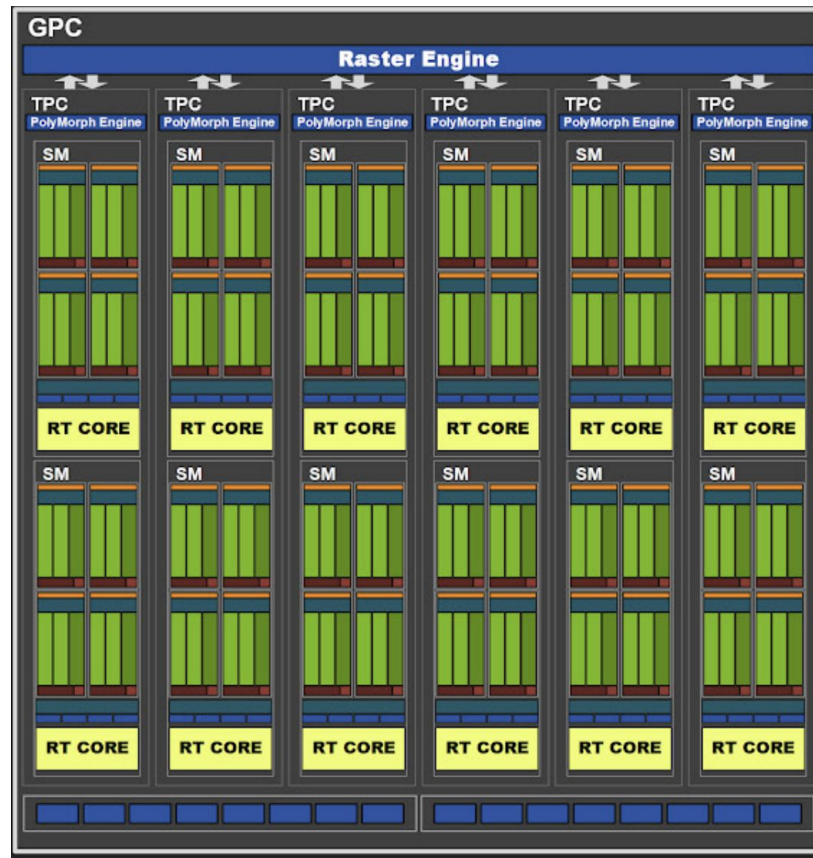 GPC
Raster Engine
TPC TPC TPC TPC TPC TPC
PolyMorph Engine PolyMorph Engine PolyMorph Engine PolyMorph Engine PolyMorph Engine PolyMorph Engine
SM SM SM SM SM SM
RT CORE RT CORE RT CORE RT CORE RT CORE RT CORE
SM SM SM SM SM SM
RT CORE RT CORE RT CORE RT CORE RT CORE RT CORE